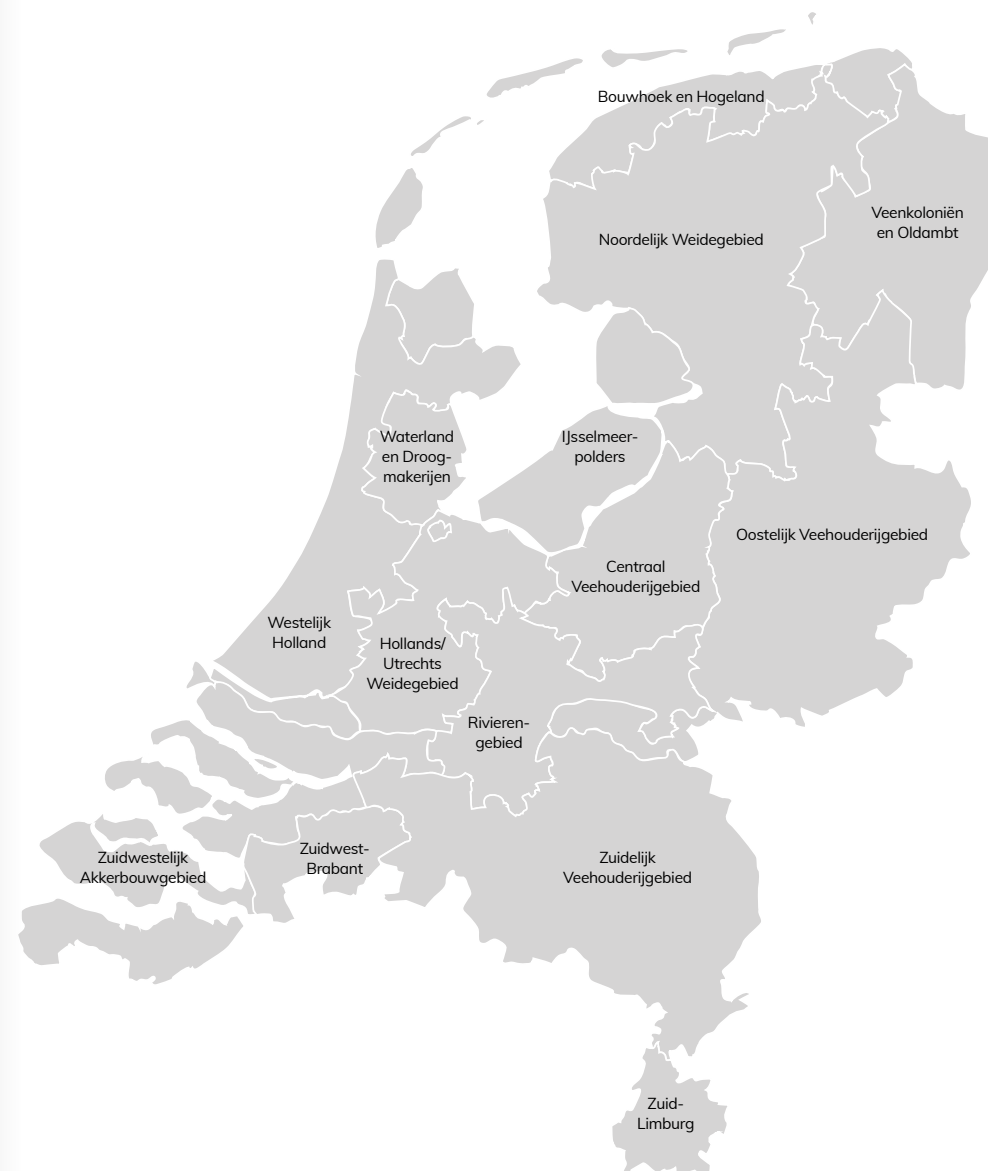 Bouwhoek en Hogeland
Veenkoloniën
en Oldambt
Noordelijk Weidegebied
Waterland
en Droog-
makerijen
IJsselmeer-
polders
Oostelijk Veehouderijgebied
Centraal
Veehouderijgebied
Westelijk
Holland
Hollands/
Utrechts
Weidegebied
Rivieren-
gebied
Zuidwest-
Brabant
Zuidwestelijk
Akkerbouwgebied
Zuidelijk
Veehouderijgebied
Zuid-
Limburg